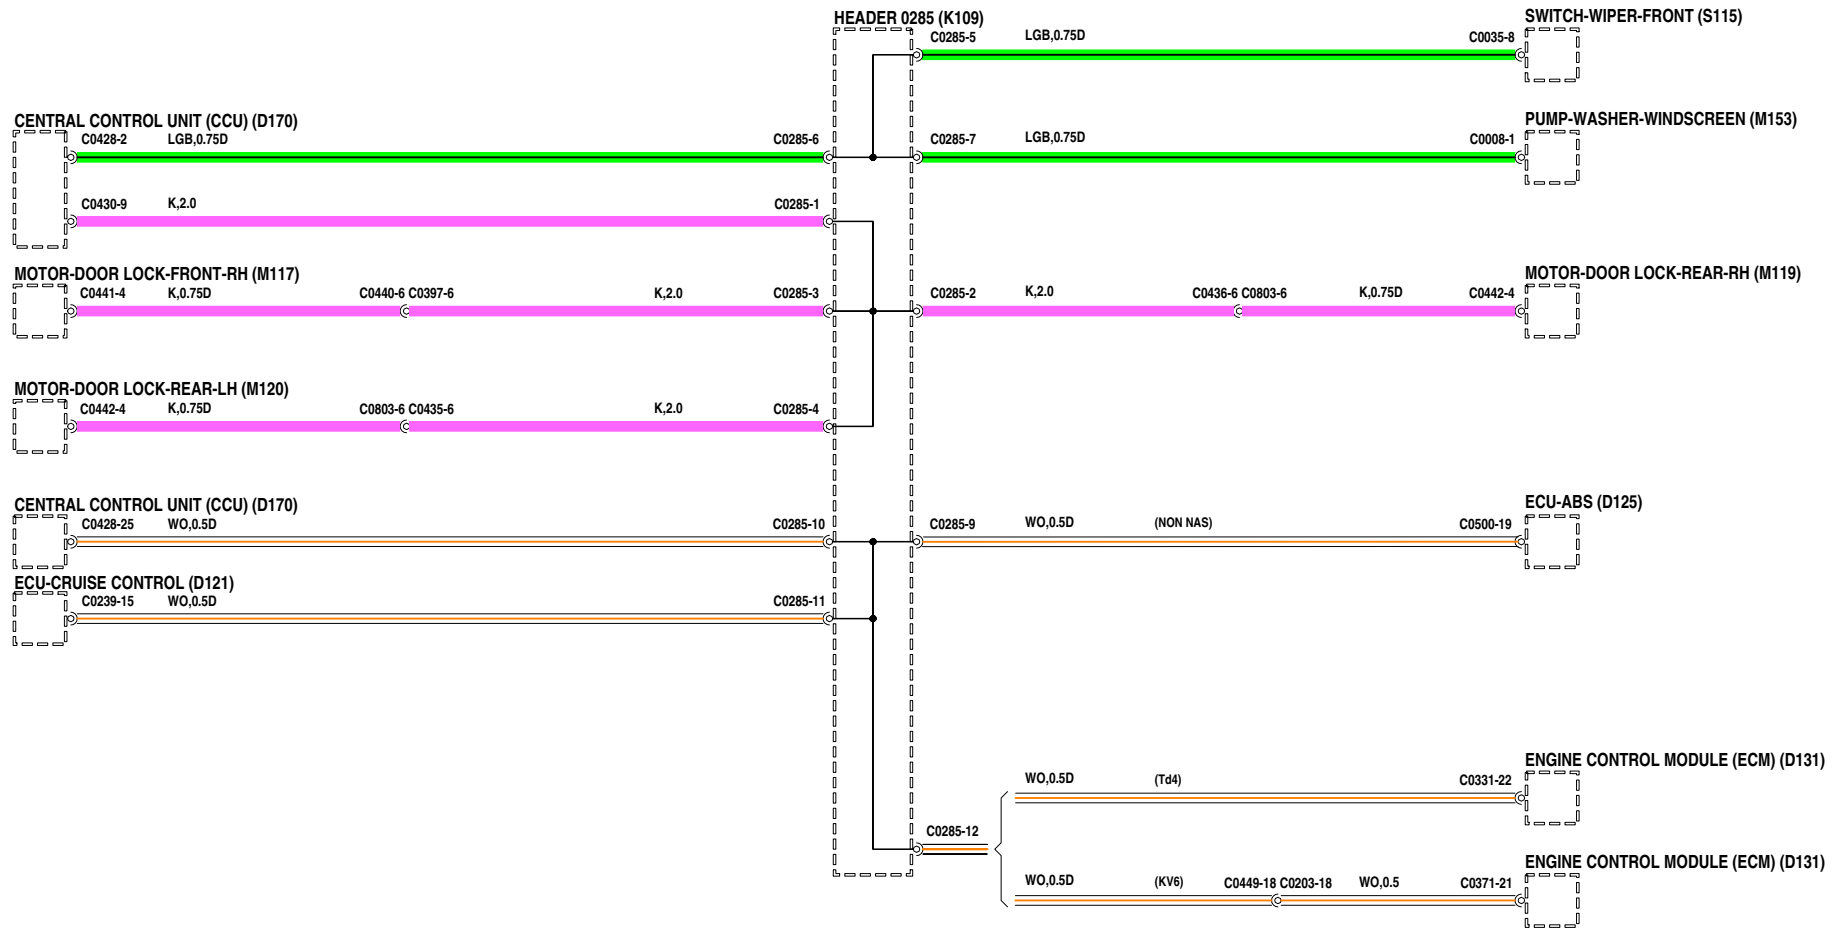 HEADER 0285 (K109)
SWITCH-WIPER-FRONT (S115)
C0285-5 LGB,0.75D C0035-8
CENTRAL CONTROL UNIT (CCU) (D170)
PUMP-WASHER-WINDSCREEN (M153)
C0428-2 LGB,0.75D C0285-6 C0285-7 LGB,0.75D C0008-1
C0430-9 K,2.0 C0285-1
MOTOR-DOOR LOCK-FRONT-RH (M117)
MOTOR-DOOR LOCK-REAR-RH (M119)
C0441-4 K,0.75D C0440-6 C0397-6 K,2.0 C0285-3 C0285-2 K,2.0 C0436-6 C0803-6 K,0.75D C0442-4
MOTOR-DOOR LOCK-REAR-LH (M120)
C0442-4 K,0.75D C0803-6 C0435-6 K,2.0 C0285-4
CENTRAL CONTROL UNIT (CCU) (D170)
ECU-ABS (D125)
C0428-25 WO,0.5D C0285-10 C0285-9 WO,0.5D (NON NAS) C0500-19
ECU-CRUISE CONTROL (D121)
C0239-15 WO,0.5D C0285-11
ENGINE CONTROL MODULE (ECM) (D131)
WO,0.5D (Td4) C0331-22
C0285-12
ENGINE CONTROL MODULE (ECM) (D131)
WO,0.5D (KV6) C0449-18 C0203-18 WO,0.5 C0371-21